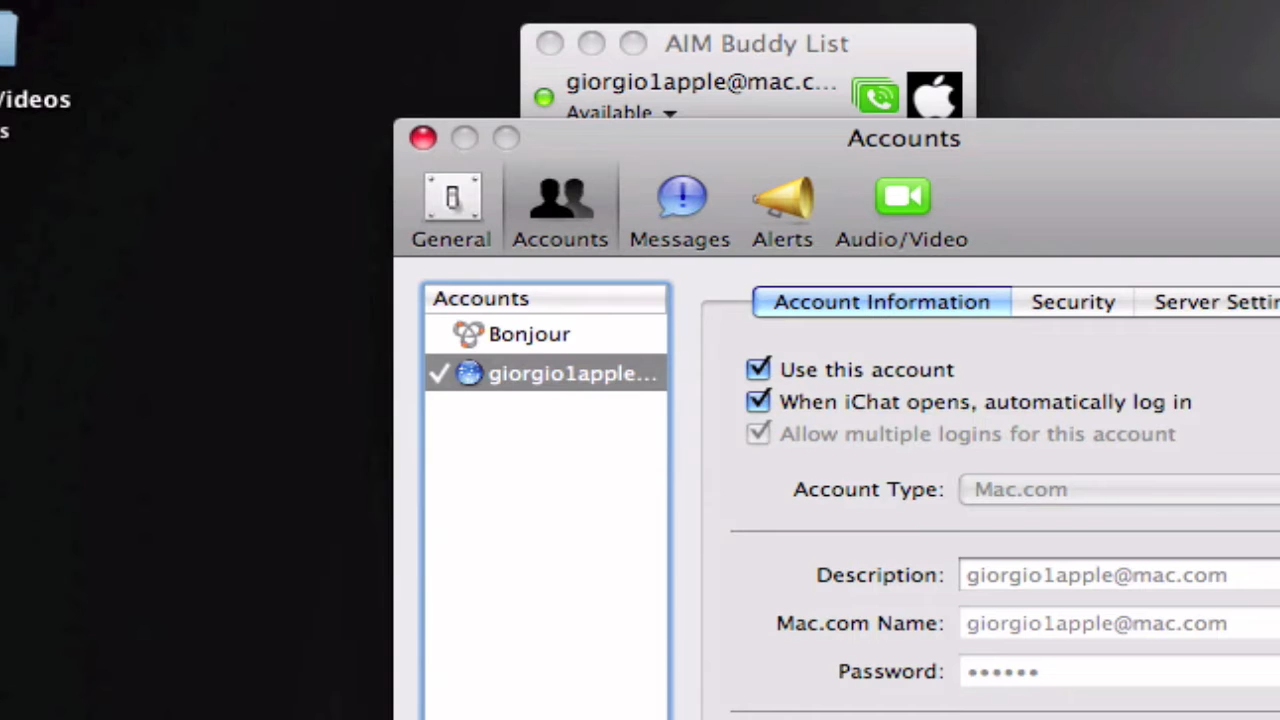 AIM Buddy List
giorgio1apple@mac.c...
Available
Videos
s
Accounts
General Accounts Messages Alerts Audio/Video
Accounts
Bonjour
giorgio1apple...
Account Information Security Server Settin
Use this account
When iChat opens, automatically log in
Allow multiple logins for this account
Account Type: Mac.com
Description: giorgio1apple@mac.com
Mac.com Name: giorgio1apple@mac.com
Password: ••••••